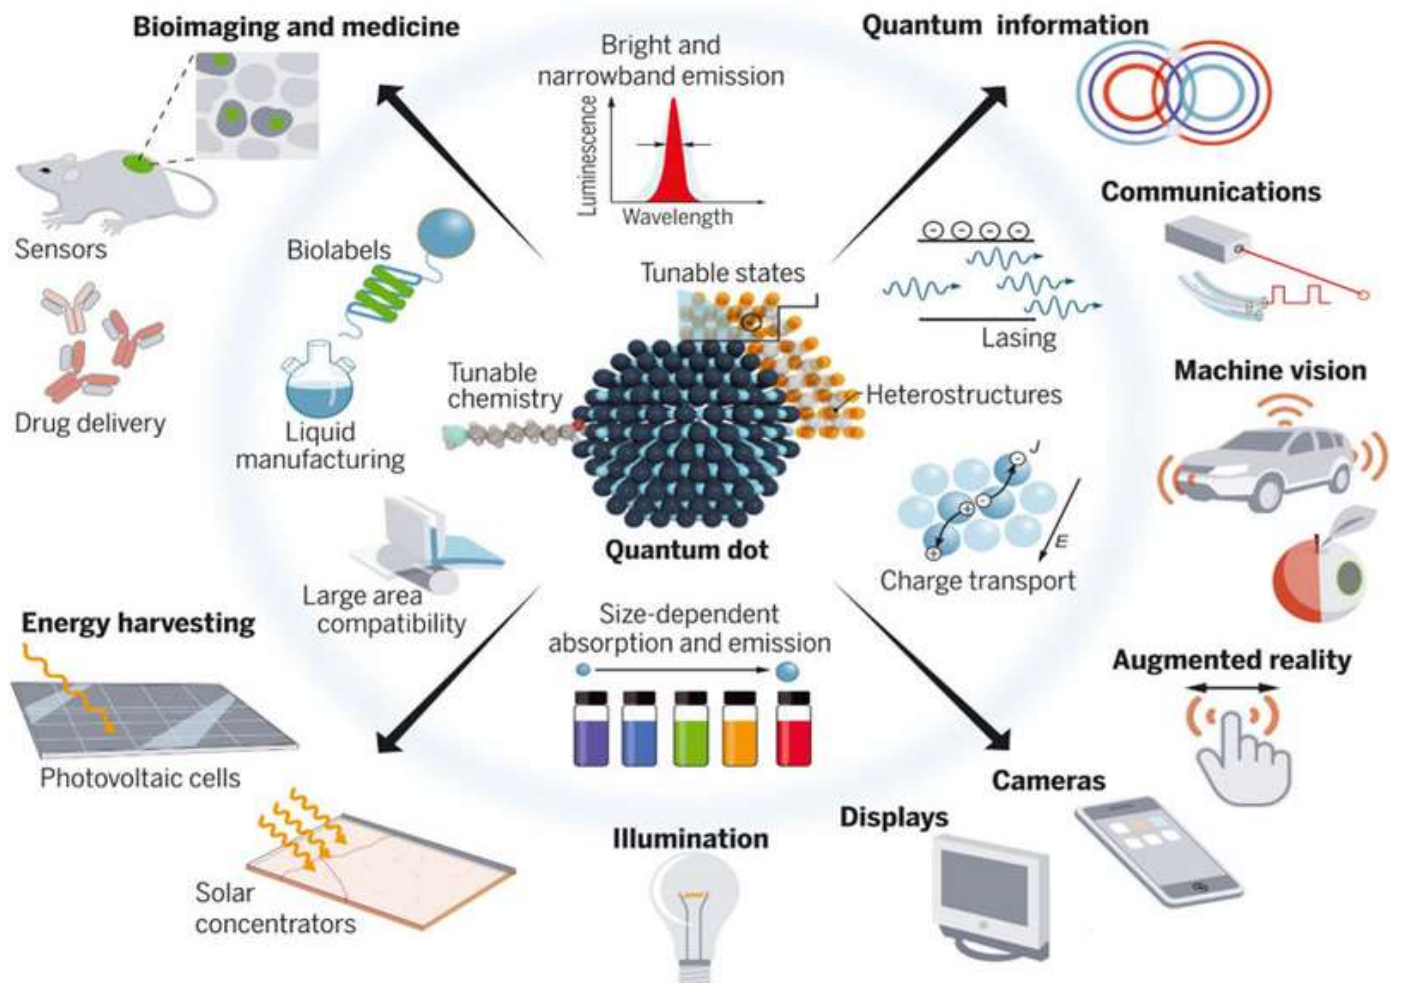 Bioimaging and medicine
Quantum information
Bright and
narrowband emission
Luminescence
Wavelength
Communications
Sensors
Biolabels
Tunable states
Lasing
Machine vision
Tunable
chemistry
Heterostructures
Drug delivery
Liquid
manufacturing
J
E
Quantum dot
Charge transport
Large area
compatibility
Energy harvesting
Size-dependent
absorption and emission
Augmented reality
Photovoltaic cells
Cameras
Displays
Illumination
Solar
concentrators